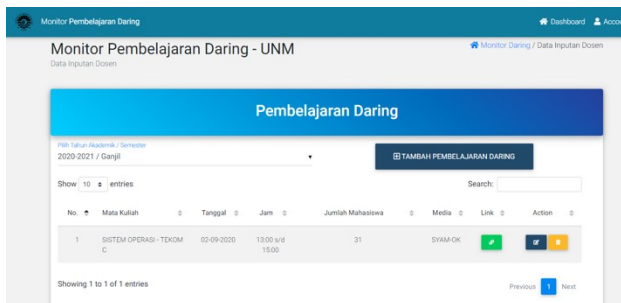 Monitor Pembelajaran Daring
Dashboard
Monitor Pembelajaran Daring - UNM
Monitor Daring / Data Inputan Dosen
Data Inputan Dosen
Pembelajaran Daring
Pilih Tahun Akademik / Semester
2020-2021 / Ganjil
TAMBAH PEMBELAJARAN DARING
Show 10 entries
Search:
No. Mata Kuliah Tanggal Jam Jumlah Mahasiswa Media Link Action
1 SISTEM OPERASI - TEKOM C 02-09-2020 13:00 s/d 15:00 31 SYAM-OK
Showing 1 to 1 of 1 entries
Previous 1 Next